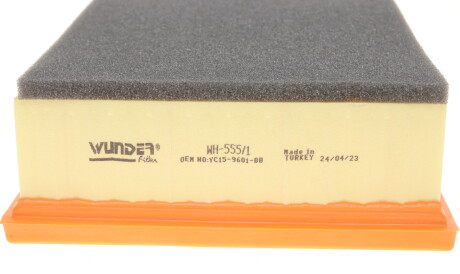 WUNDER
Filter
WH-555/1
OEM NO:YC15-9601-BB
Made In
TURKEY 24/04/23